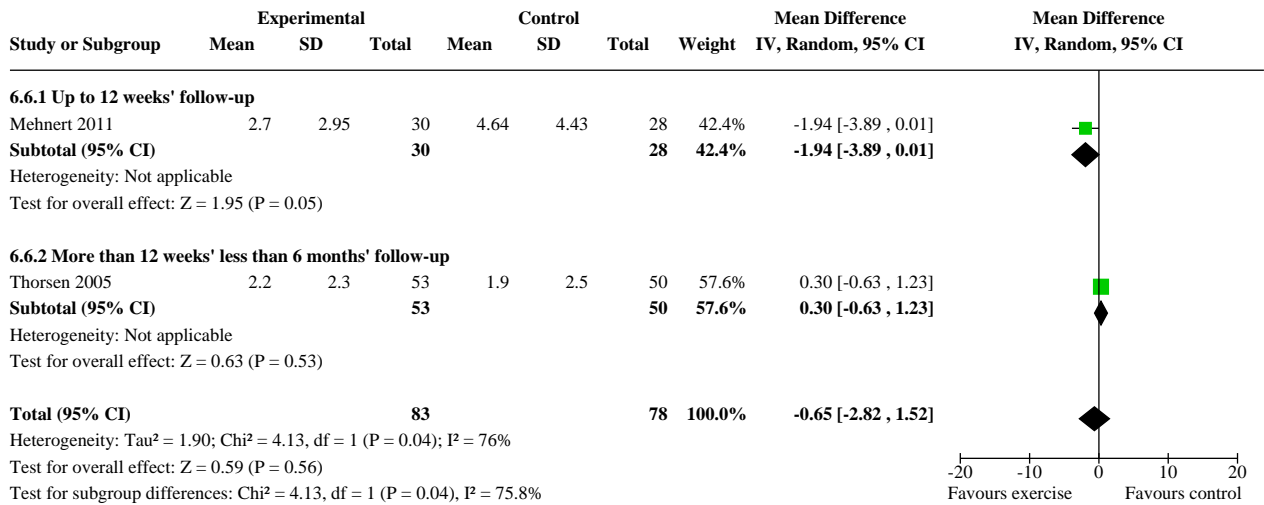 Experimental Control Mean Difference Mean Difference
Study or Subgroup Mean SD Total Mean SD Total Weight IV, Random, 95% CI IV, Random, 95% CI
6.6.1 Up to 12 weeks' follow-up
Mehnert 2011 2.7 2.95 30 4.64 4.43 28 42.4% -1.94 [-3.89 , 0.01]
Subtotal (95% CI) 30 28 42.4% -1.94 [-3.89 , 0.01]
Heterogeneity: Not applicable
Test for overall effect: Z = 1.95 (P = 0.05)
6.6.2 More than 12 weeks' less than 6 months' follow-up
Thorsen 2005 2.2 2.3 53 1.9 2.5 50 57.6% 0.30 [-0.63 , 1.23]
Subtotal (95% CI) 53 50 57.6% 0.30 [-0.63 , 1.23]
Heterogeneity: Not applicable
Test for overall effect: Z = 0.63 (P = 0.53)
Total (95% CI) 83 78 100.0% -0.65 [-2.82 , 1.52]
Heterogeneity: Tau² = 1.90; Chi² = 4.13, df = 1 (P = 0.04); I² = 76%
Test for overall effect: Z = 0.59 (P = 0.56)
Test for subgroup differences: Chi² = 4.13, df = 1 (P = 0.04), I² = 75.8%
-20 -10 0 10 20
Favours exercise Favours control